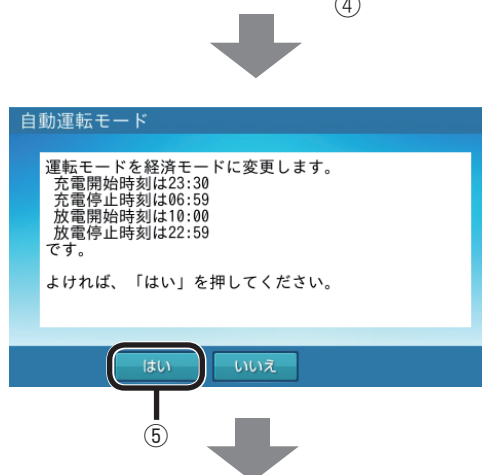 ④
自動運転モード
運転モードを経済モードに変更します。
充電開始時刻は23:30
充電停止時刻は06:59
放電開始時刻は10:00
放電停止時刻は22:59
です。
よければ、「はい」を押してください。
はい いいえ
⑤